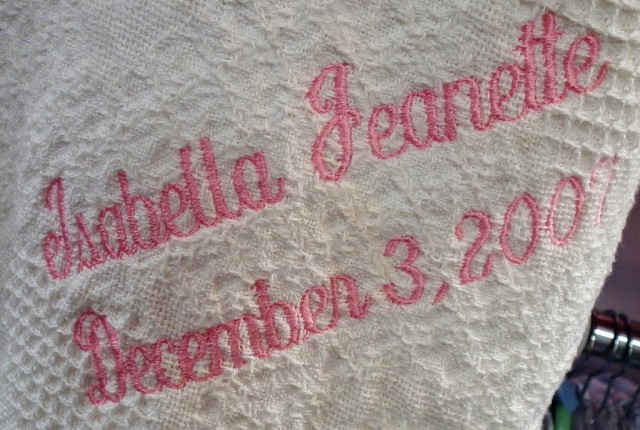 Isabella Jeanette
December 3, 2007